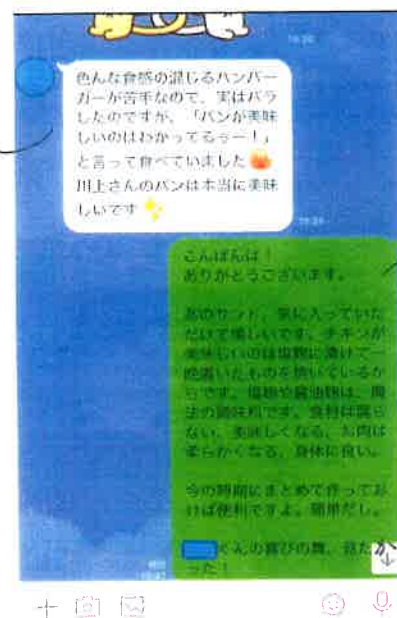 色んな食感の混じるハンバー
ガーが苦手なので、実はバラ
したのですが、「パンが美味
しいのはわかってるぅー!」
と言って食べていました
川上さんのパンは本当に美味
しいです
こんばんは!
ありがとうございます。
あのサンド、気に入っていた
だけて嬉しいです。チキンが
美味しいのは塩麹に漬けて一
晩置いたものを焼いているか
らです。塩麹や醤油麹は、魔
法の調味料です。食材は腐ら
ない、美味しくなる、お肉は
柔らかくなる、身体に良い。
今の時期にまとめて作ってお
けば便利ですよ。簡単だし。
くんの喜びの舞、見た
った!
か